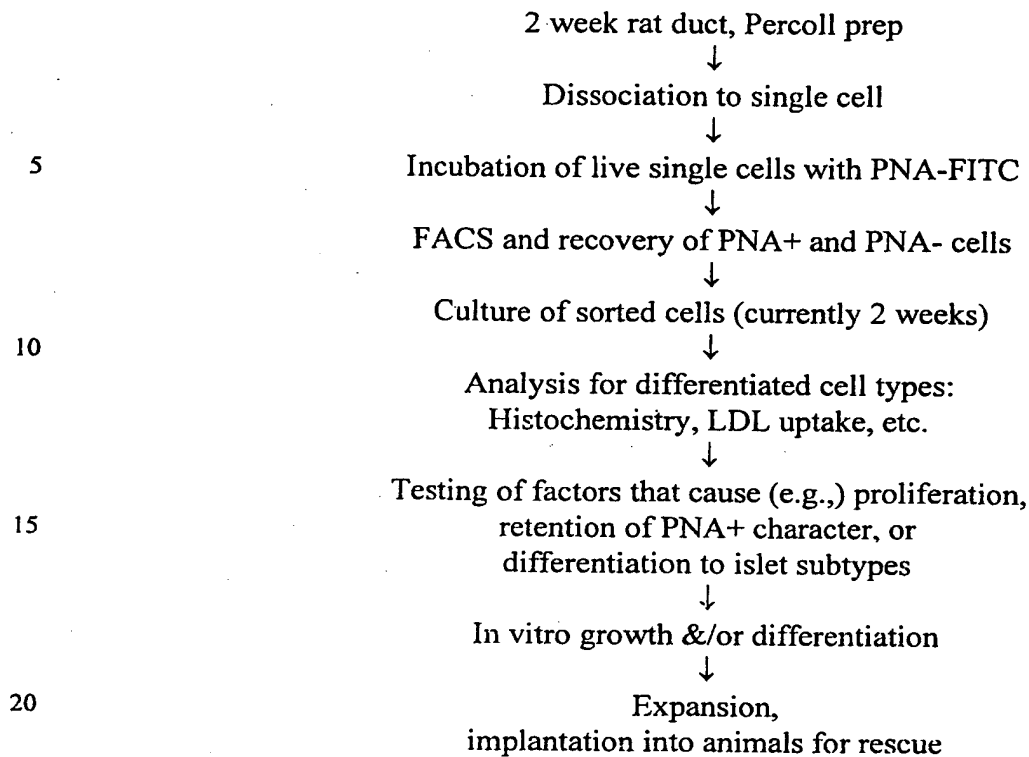 2 week rat duct, Percoll prep
↓
Dissociation to single cell
↓
5 Incubation of live single cells with PNA-FITC
↓
FACS and recovery of PNA+ and PNA- cells
↓
Culture of sorted cells (currently 2 weeks)
10 ↓
Analysis for differentiated cell types:
Histochemistry, LDL uptake, etc.
↓
Testing of factors that cause (e.g.,) proliferation,
15 retention of PNA+ character, or
differentiation to islet subtypes
↓
In vitro growth &/or differentiation
↓
20 Expansion,
implantation into animals for rescue